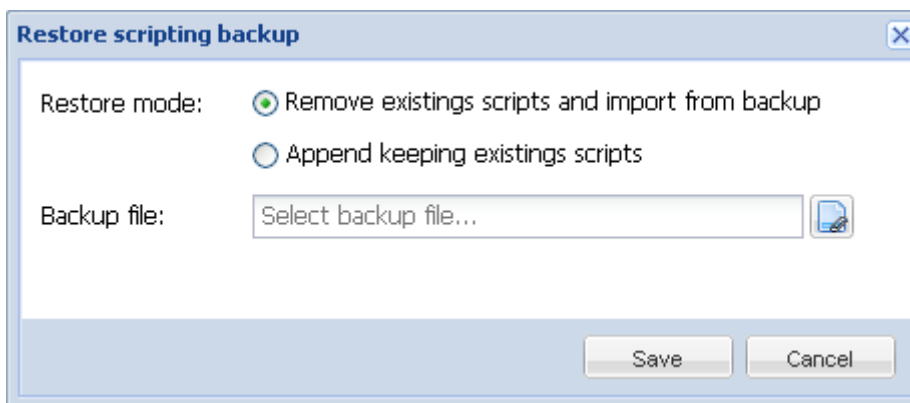 Restore scripting backup
Restore mode:
Remove existings scripts and import from backup
Append keeping existings scripts
Backup file:
Select backup file...
Save
Cancel